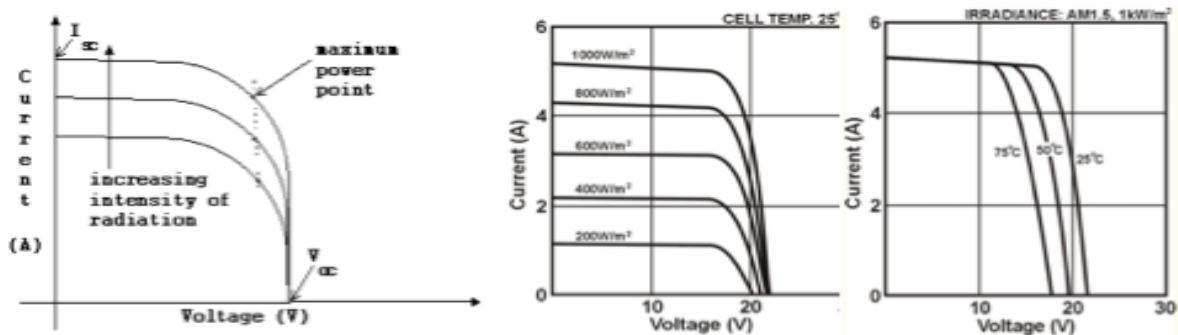 I
sc
maximum
power
point
Current
(A)
increasing
intensity of
radiation
V
oc
Voltage (V)
CELL TEMP. 25°
6
1000W/m²
800W/m²
4
600W/m²
Current (A)
400W/m²
2
200W/m²
0
10
20
Voltage (V)
IRRADIANCE: AM1.5, 1kW/m²
6
4
Current (A)
75°C
50°C
25°C
2
0
10
20
30
Voltage (V)